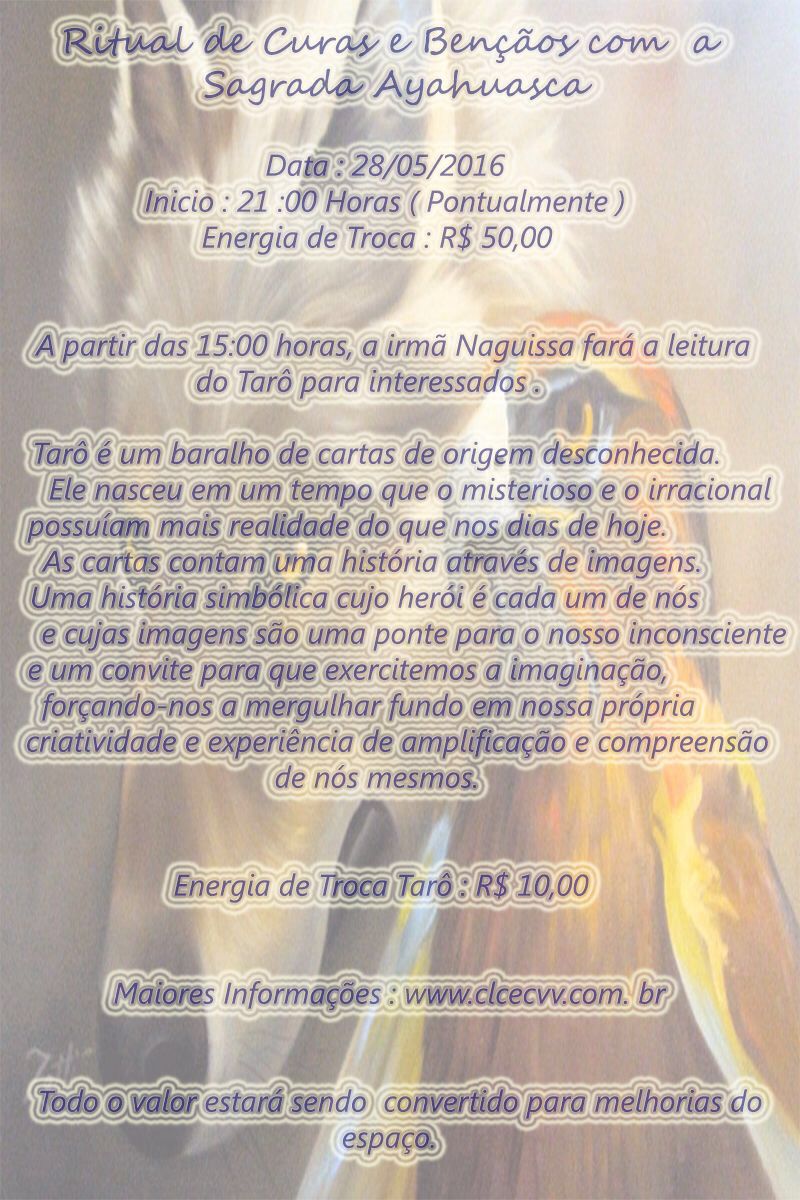 Ritual de Curas e Bençãos com a
Sagrada Ayahuasca
Data : 28/05/2016
Inicio : 21 :00 Horas ( Pontualmente )
Energia de Troca : R$ 50,00
A partir das 15:00 horas, a irmã Naguissa fará a leitura
do Tarô para interessados .
Tarô é um baralho de cartas de origem desconhecida.
Ele nasceu em um tempo que o misterioso e o irracional
possuíam mais realidade do que nos dias de hoje.
As cartas contam uma história através de imagens.
Uma história simbólica cujo herói é cada um de nós
e cujas imagens são uma ponte para o nosso inconsciente
e um convite para que exercitemos a imaginação,
forçando-nos a mergulhar fundo em nossa própria
criatividade e experiência de amplificação e compreensão
de nós mesmos.
Energia de Troca Tarô : R$ 10,00
Maiores Informações : www.clcecvv.com. br
Todo o valor estará sendo convertido para melhorias do
espaço.